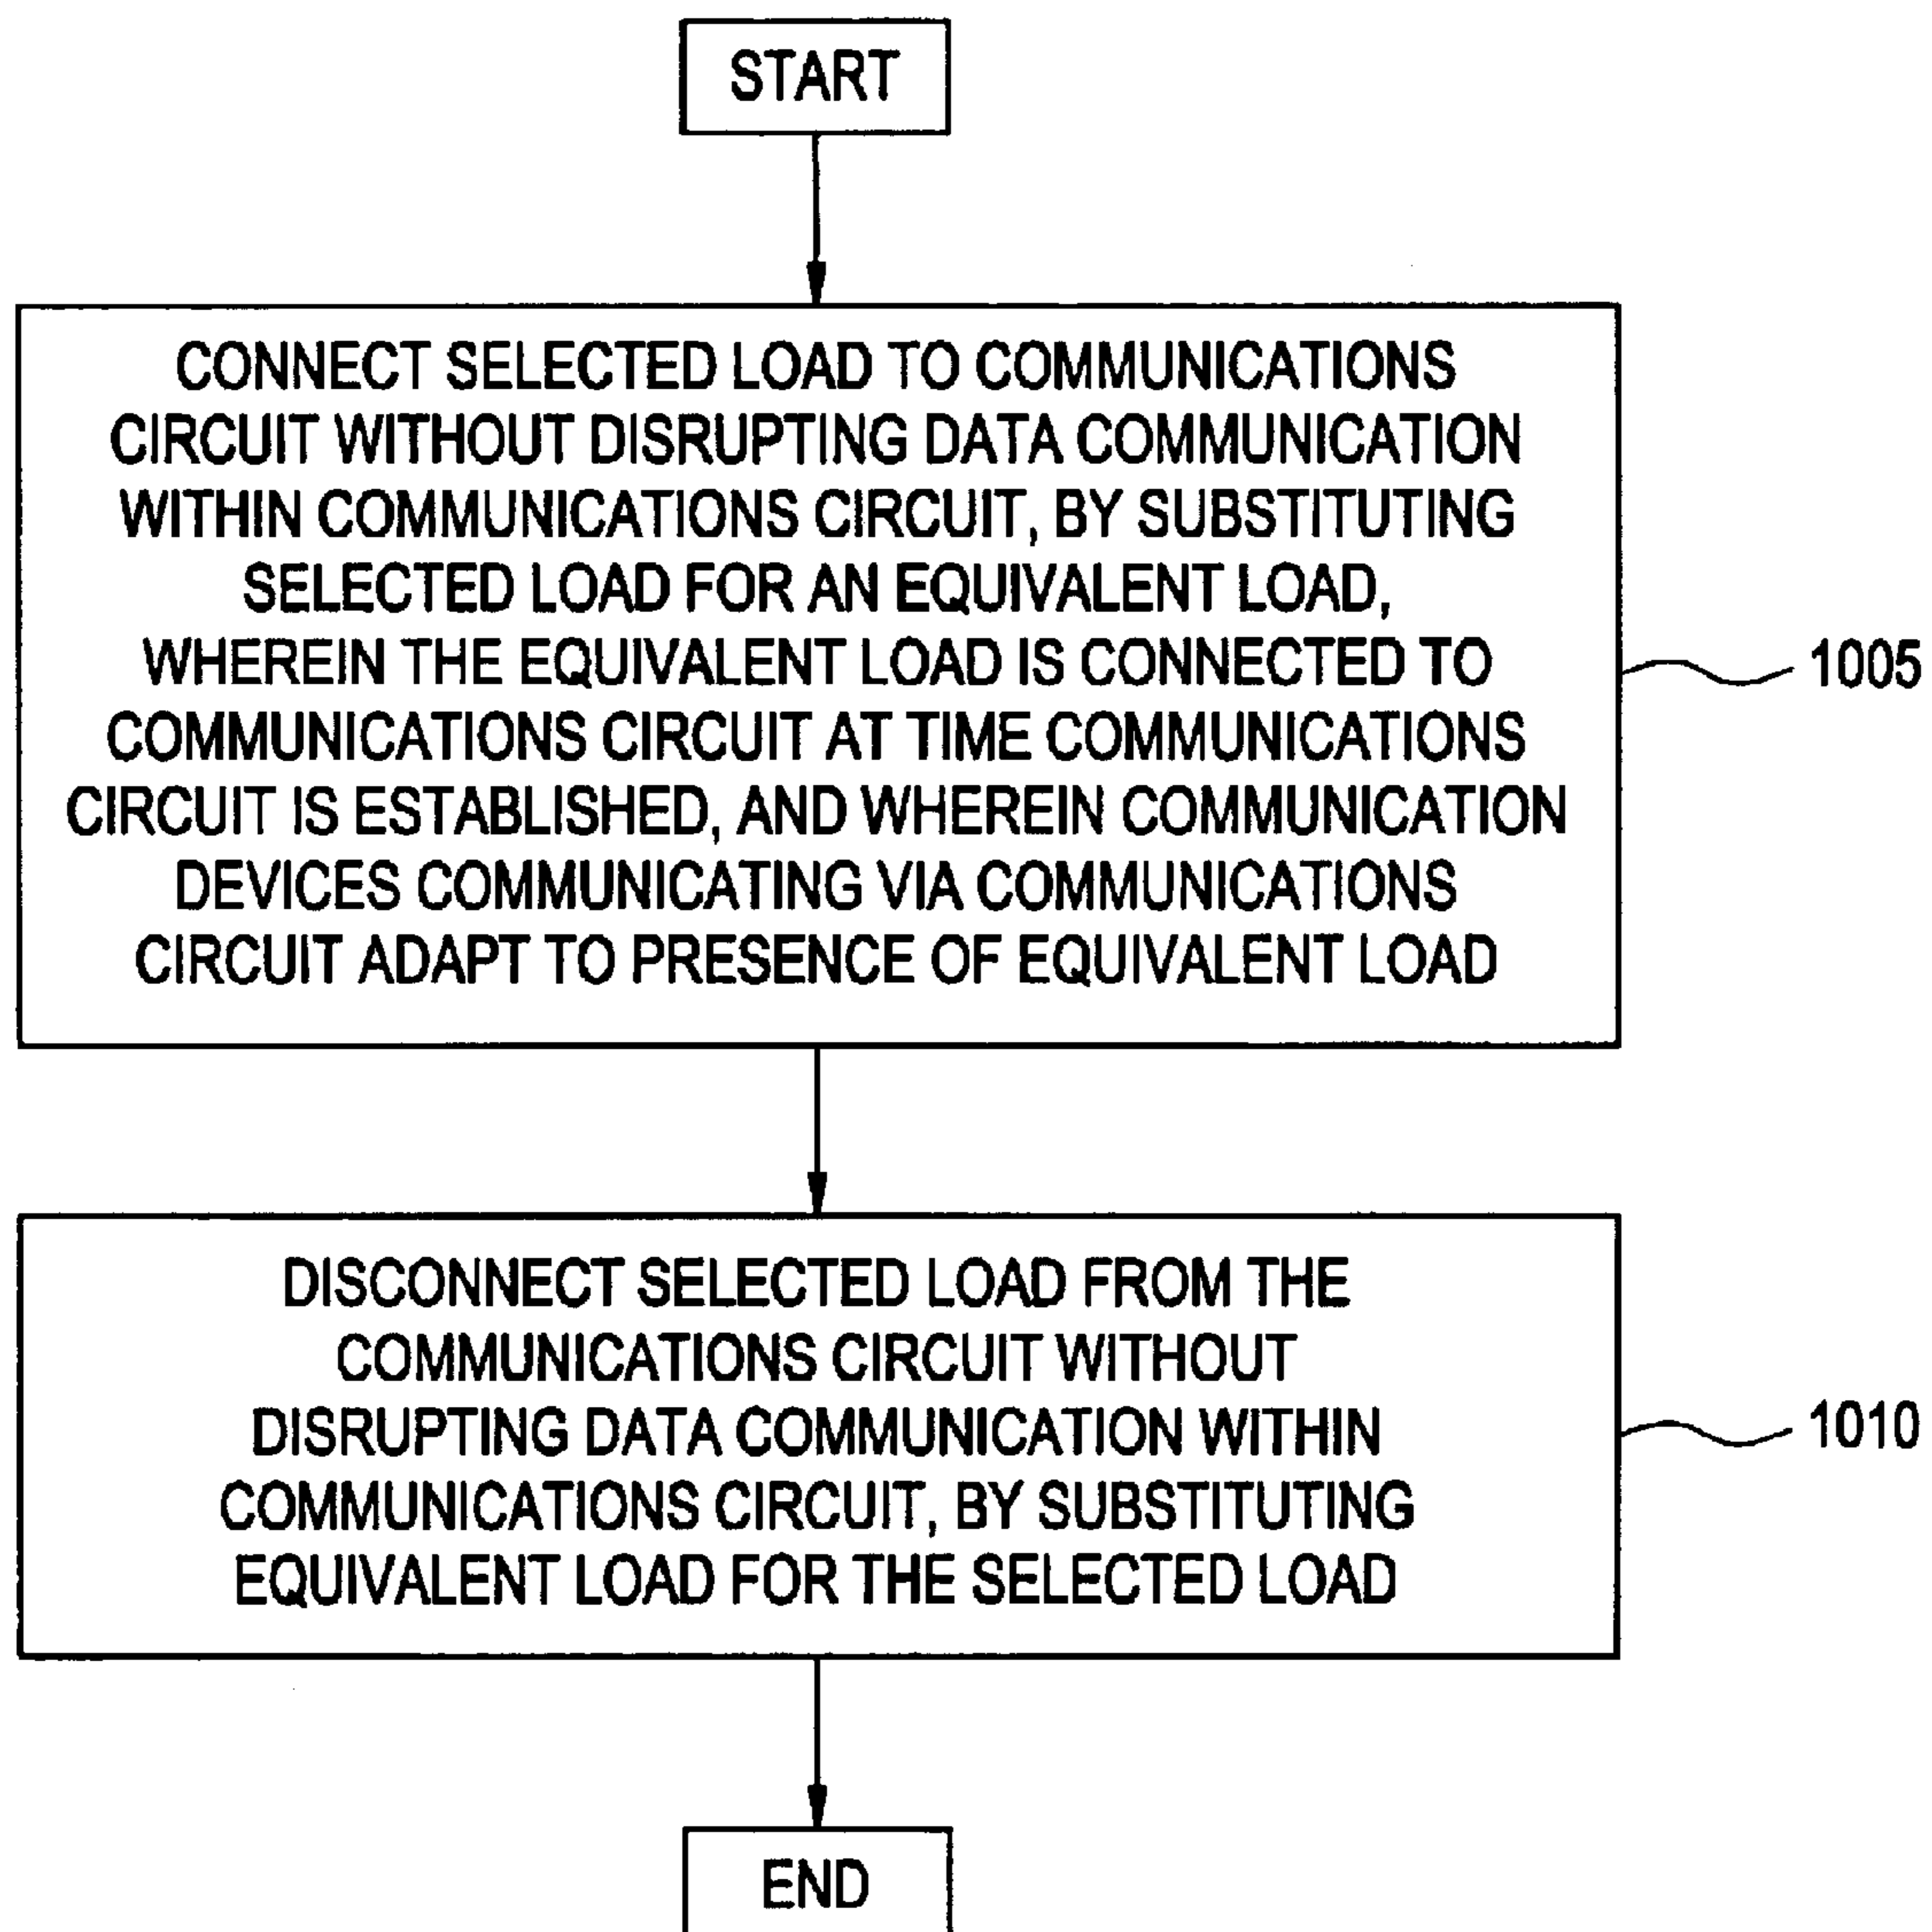 START
CONNECT SELECTED LOAD TO COMMUNICATIONS
CIRCUIT WITHOUT DISRUPTING DATA COMMUNICATION
WITHIN COMMUNICATIONS CIRCUIT, BY SUBSTITUTING
SELECTED LOAD FOR AN EQUIVALENT LOAD,
WHEREIN THE EQUIVALENT LOAD IS CONNECTED TO
COMMUNICATIONS CIRCUIT AT TIME COMMUNICATIONS
CIRCUIT IS ESTABLISHED, AND WHEREIN COMMUNICATION
DEVICES COMMUNICATING VIA COMMUNICATIONS
CIRCUIT ADAPT TO PRESENCE OF EQUIVALENT LOAD
1005
DISCONNECT SELECTED LOAD FROM THE
COMMUNICATIONS CIRCUIT WITHOUT
DISRUPTING DATA COMMUNICATION WITHIN
COMMUNICATIONS CIRCUIT, BY SUBSTITUTING
EQUIVALENT LOAD FOR THE SELECTED LOAD
1010
END